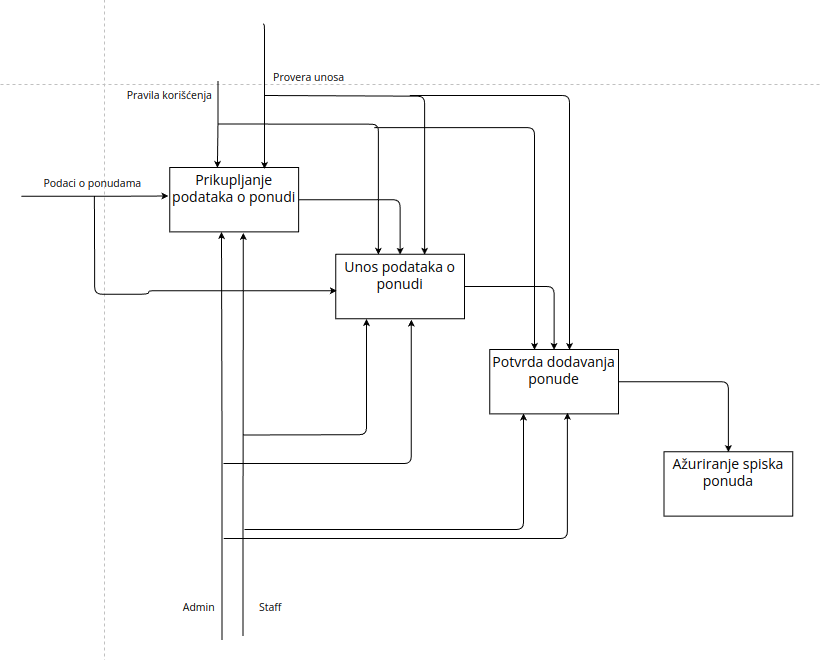 Provera unosa
Pravila korišćenja
Podaci o ponudama
Prikupljanje
podataka o ponudi
Unos podataka o
ponudi
Potvrda dodavanja
ponude
Ažuriranje spiska
ponuda
Admin
Staff